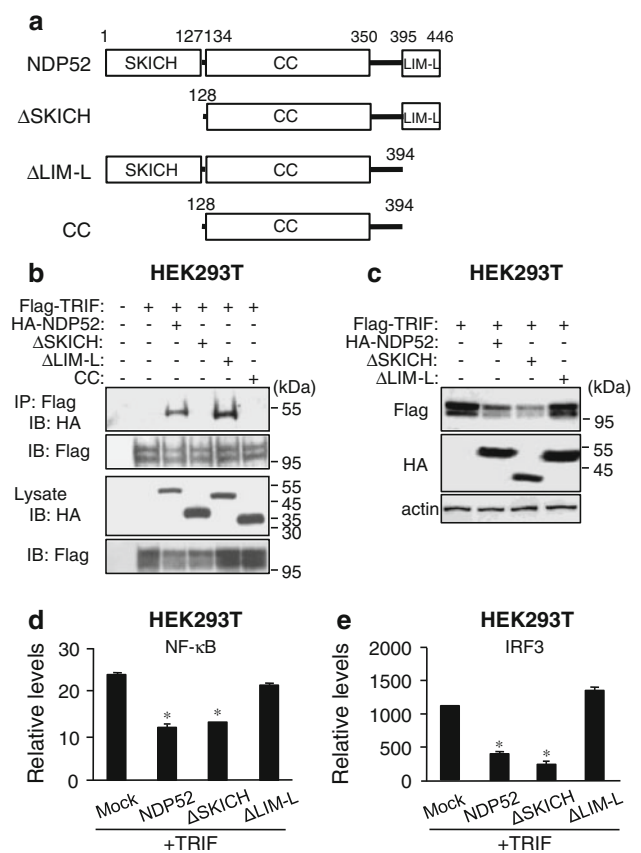 a
1 127 134 350 395 446
NDP52 SKICH CC LIM-L
128
ΔSKICH CC LIM-L
394
ΔLIM-L SKICH CC
128 394
CC CC
b HEK293T
Flag-TRIF: - + + + + +
HA-NDP52: - - + - - -
ΔSKICH: - - - + - -
ΔLIM-L: - - - - + -
CC: - - - - - +
(kDa)
IP: Flag
IB: HA
55
IB: Flag
95
Lysate
IB: HA
55
45
35
30
IB: Flag
95
c HEK293T
Flag-TRIF: + + + +
HA-NDP52: - + - -
ΔSKICH: - - + -
ΔLIM-L: - - - +
(kDa)
Flag
95
HA
55
45
actin
d HEK293T
NF-κB
Relative levels
30
20
10
0
* *
Mock NDP52 ΔSKICH ΔLIM-L
+TRIF
e HEK293T
IRF3
Relative levels
2000
1500
1000
500
0
* *
Mock NDP52 ΔSKICH ΔLIM-L
+TRIF